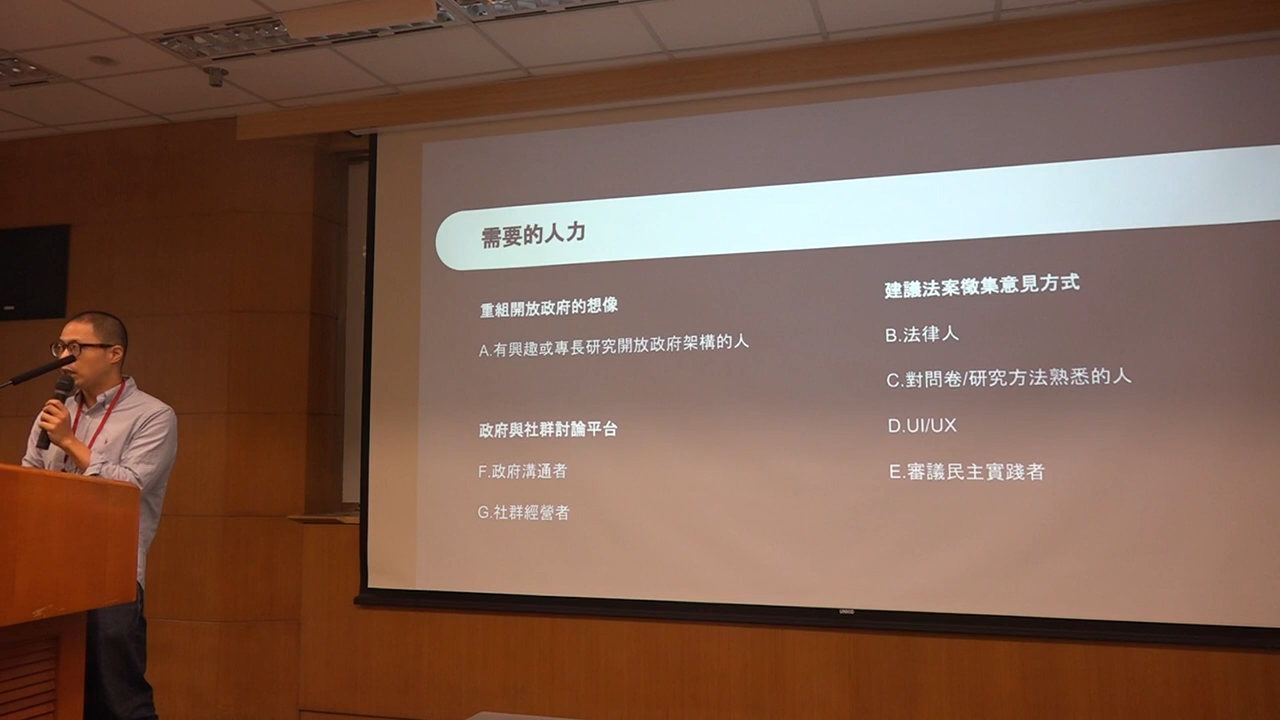 需要的人力
重組開放政府的想像
A.有興趣或專長研究開放政府架構的人
政府與社群討論平台
F.政府溝通者
G.社群經營者
建議法案徵集意見方式
B.法律人
C.對問卷/研究方法熟悉的人
D.UI/UX
E.審議民主實踐者